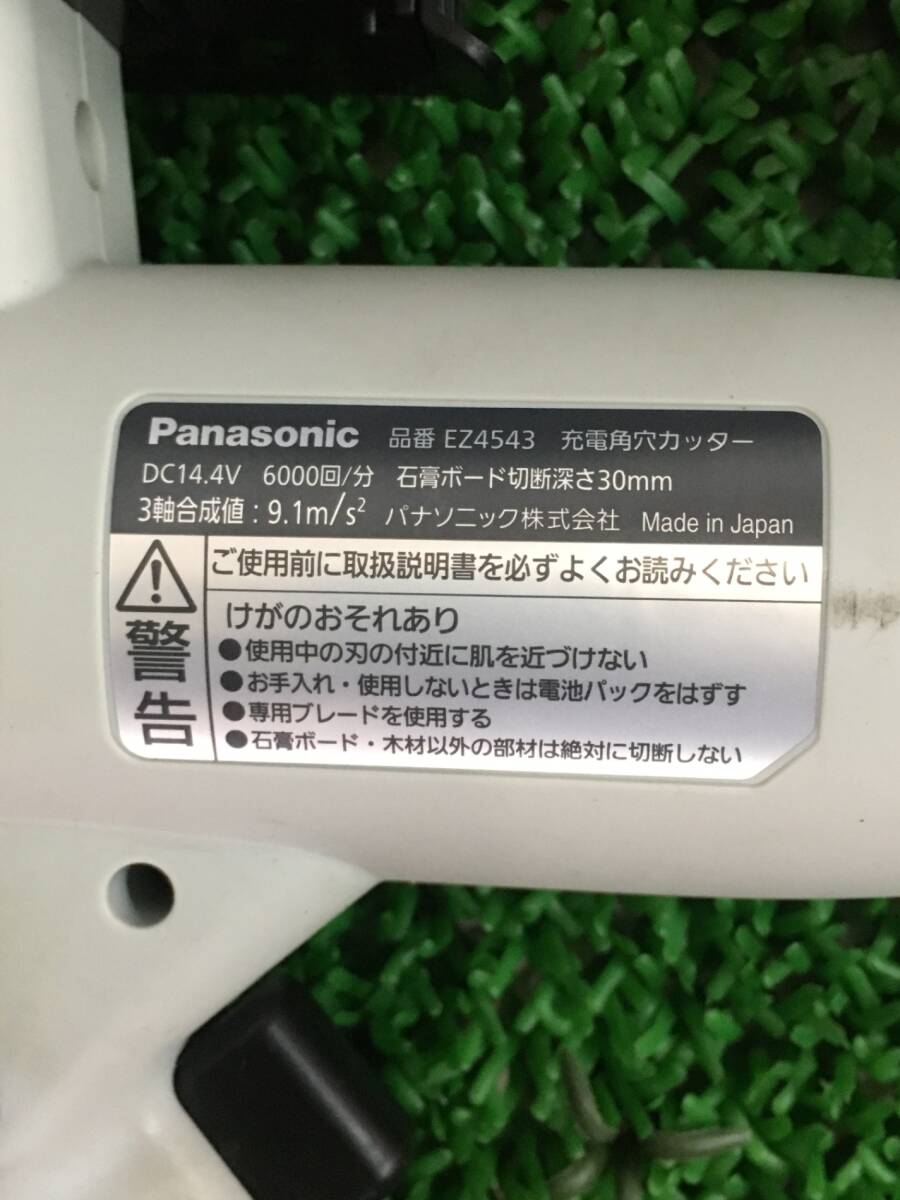 Panasonic 品番 EZ4543 充電角穴カッター
DC14.4V 6000回/分 石膏ボード切断深さ30mm
3軸合成値：9.1m/s² パナソニック株式会社 Made in Japan
ご使用前に取扱説明書を必ずよくお読みください
警告
けがのおそれあり
●使用中の刃の付近に肌を近づけない
●お手入れ・使用しないときは電池パックをはずす
●専用ブレードを使用する
●石膏ボード・木材以外の部材は絶対に切断しない